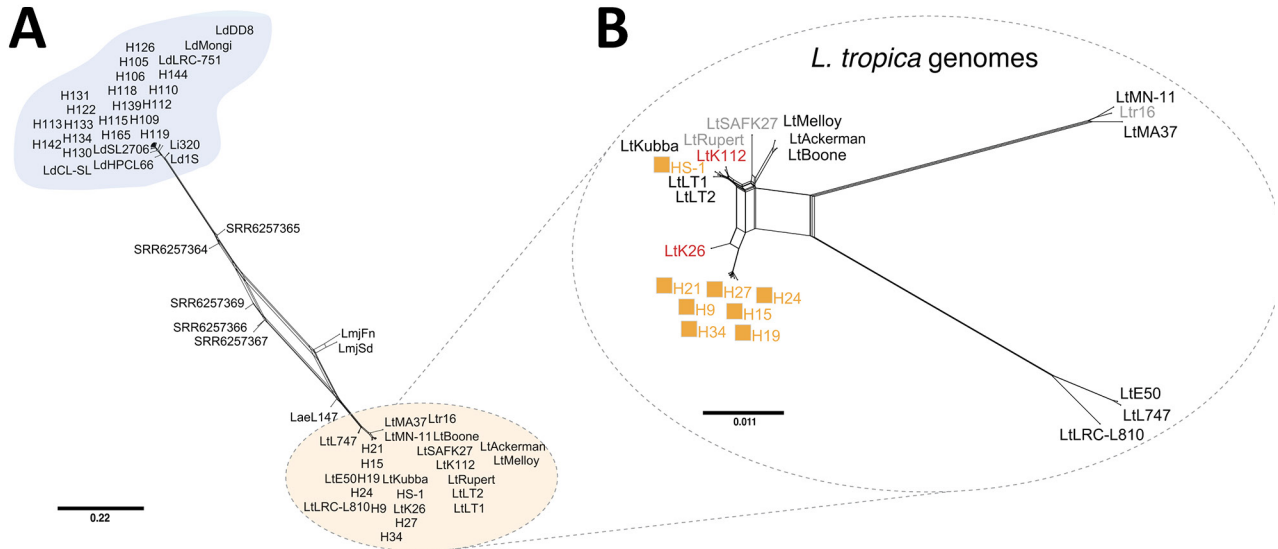 A
LdDD8
LdMongi
H126
H105
LdLRC-751
H106
H144
H118
H110
H131
H139
H112
H122
H115
H109
H113
H133
H134
H165
H119
H142
H130
LdSL2706
Li320
LdCL-SL
LdHPCL66
Ld1S
SRR6257365
SRR6257364
SRR6257369
SRR6257366
SRR6257367
LmjFn
LmjSd
LaeL147
LtL747
LtMA37
Ltr16
LtMN-11
LtBoone
H21
LtSAFK27
LtAckerman
H15
LtK112
LtMelloy
LtE50
H19
LtKubba
LtRupert
H24
HS-1
LtLT2
LtLRC-L810
H9
LtK26
LtLT1
H27
H34
0.22
B
L. tropica genomes
LtMN-11
Ltr16
LtMA37
LtSAFK27
LtMelloy
LtRupert
LtAckerman
LtKubba
LtK112
LtBoone
HS-1
LtLT1
LtLT2
LtK26
H21
H27
H24
H9
H15
H34
H19
LtE50
LtL747
LtLRC-L810
0.011